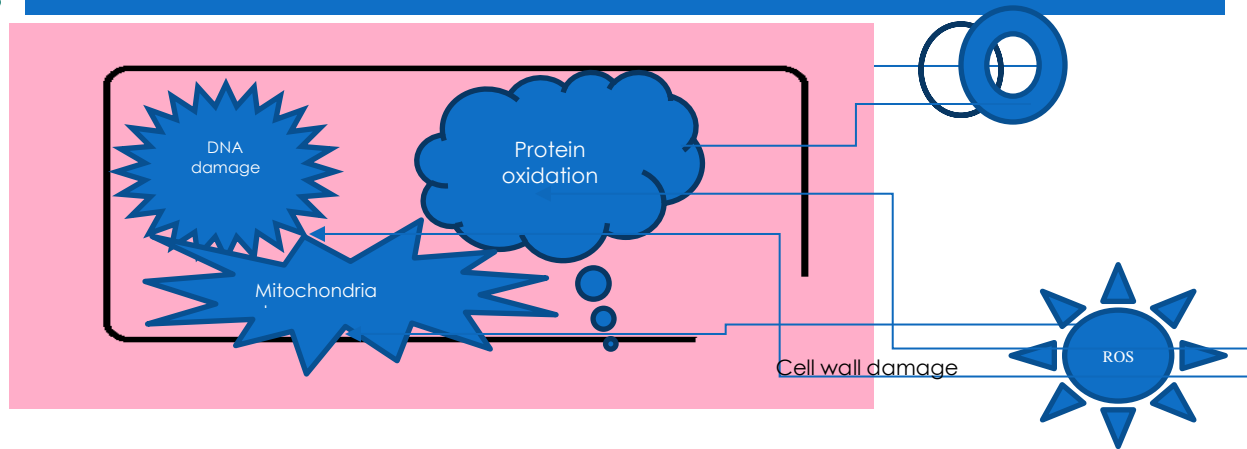 DNA
damage
Protein
oxidation
Mitochondria
Cell wall damage
ROS